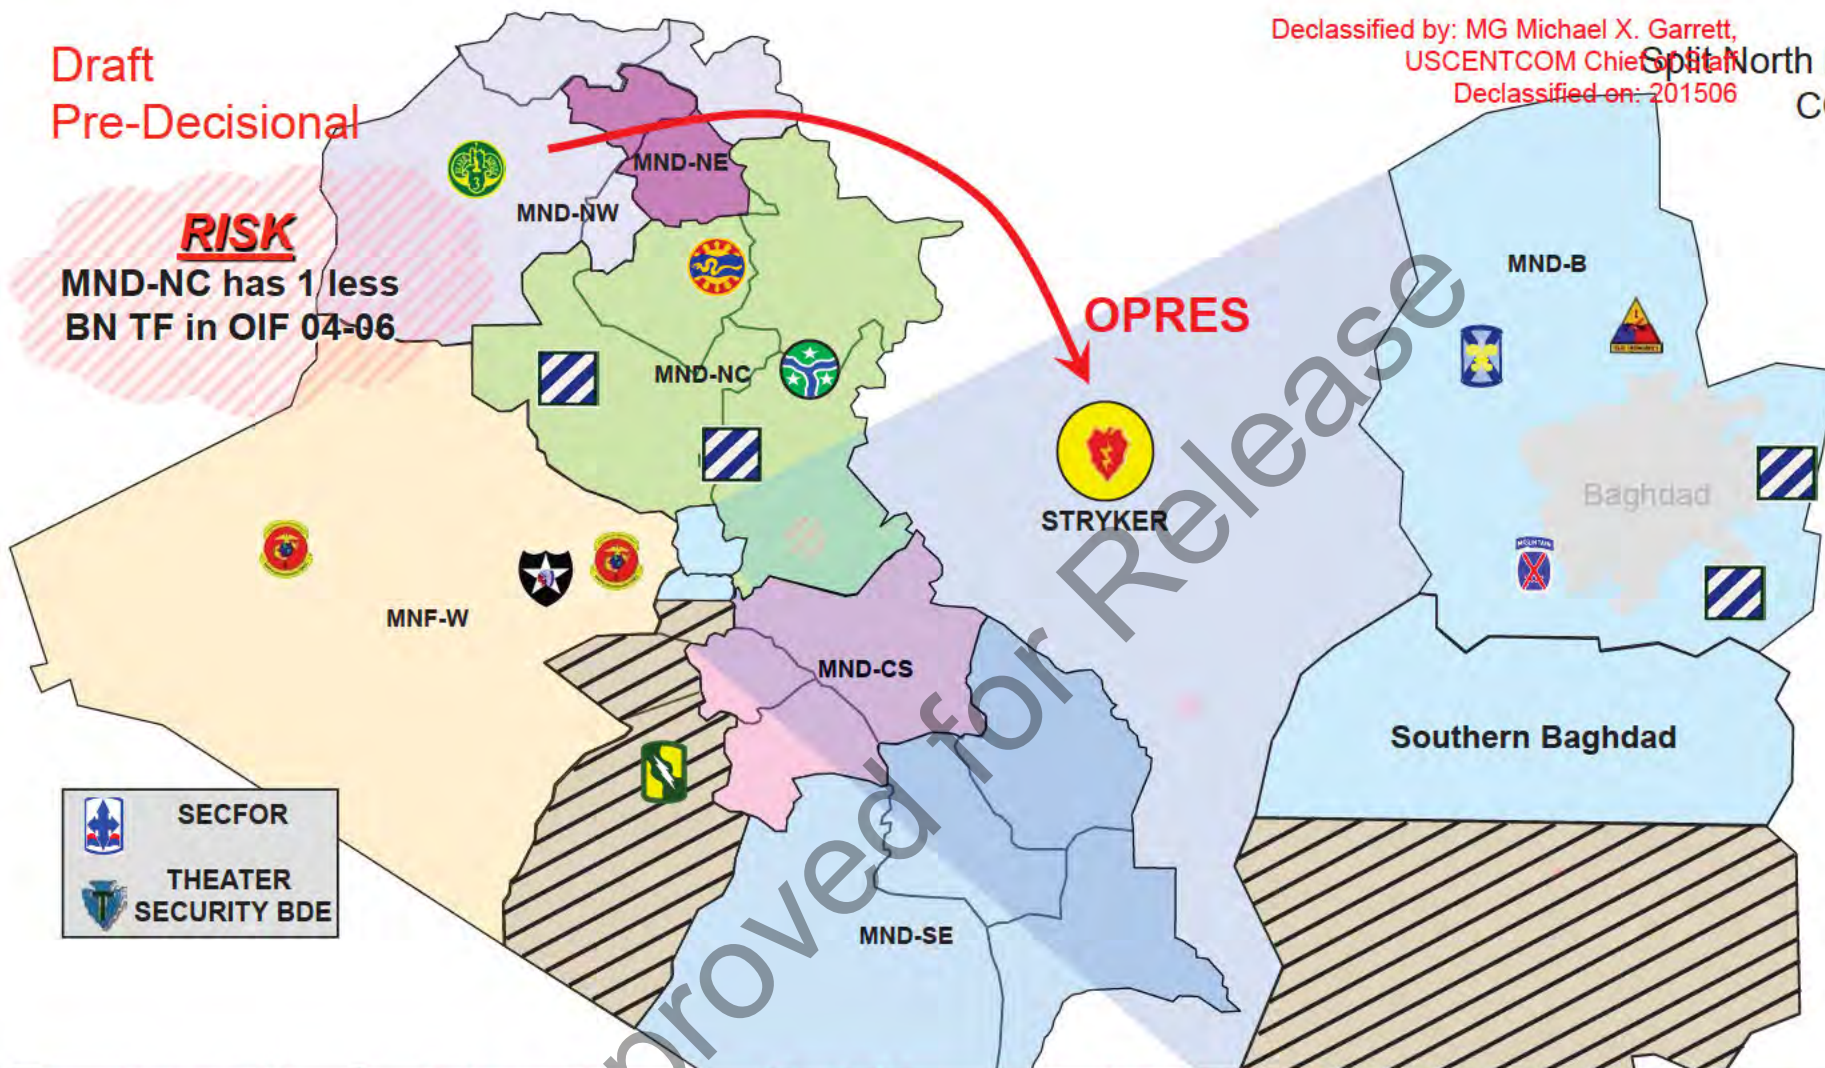 Draft
Pre-Decisional
Declassified by: MG Michael X. Garrett,
USCENTCOM Chief of Staff
Declassified on: 201506
Split North
RISK
MND-NC has 1 less
BN TF in OIF 04-06
MND-NE
MND-NW
MND-NC
OPRES
STRYKER
MND-B
Baghdad
MOUNTAIN
MNF-W
MND-CS
Southern Baghdad
SECFOR
THEATER
SECURITY BDE
MND-SE
proved for Release